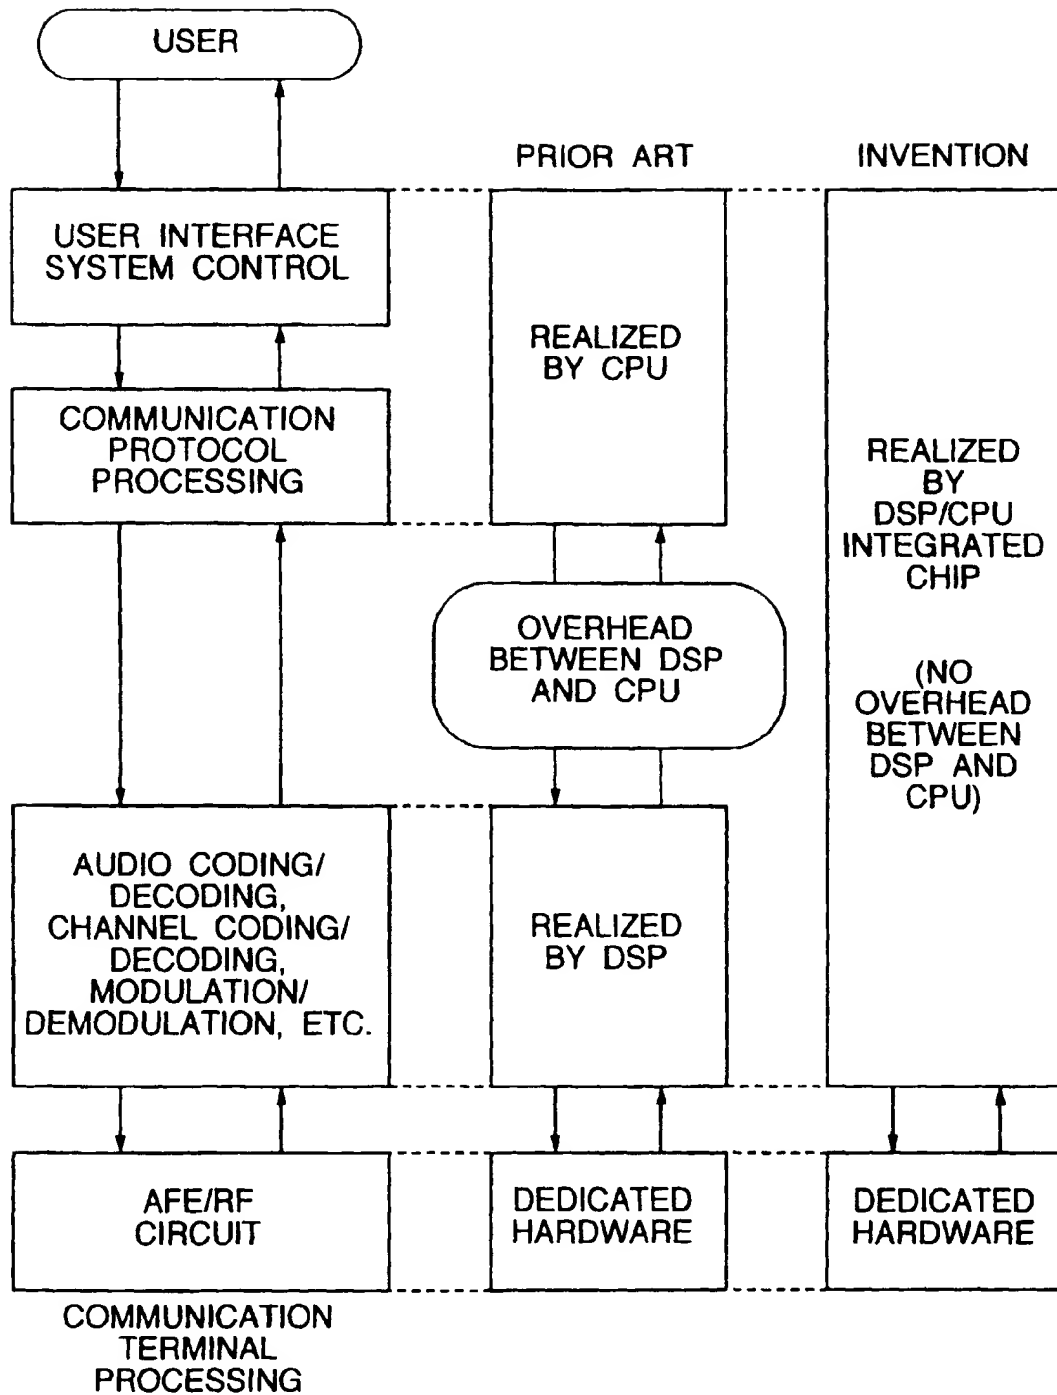 USER
PRIOR ART
INVENTION
USER INTERFACE
SYSTEM CONTROL
REALIZED
BY CPU
COMMUNICATION
PROTOCOL
PROCESSING
REALIZED
BY
DSP/CPU
INTEGRATED
CHIP
OVERHEAD
BETWEEN DSP
AND CPU
(NO
OVERHEAD
BETWEEN
DSP AND
CPU)
AUDIO CODING/
DECODING,
CHANNEL CODING/
DECODING,
MODULATION/
DEMODULATION, ETC.
REALIZED
BY DSP
AFE/RF
CIRCUIT
DEDICATED
HARDWARE
DEDICATED
HARDWARE
COMMUNICATION
TERMINAL
PROCESSING